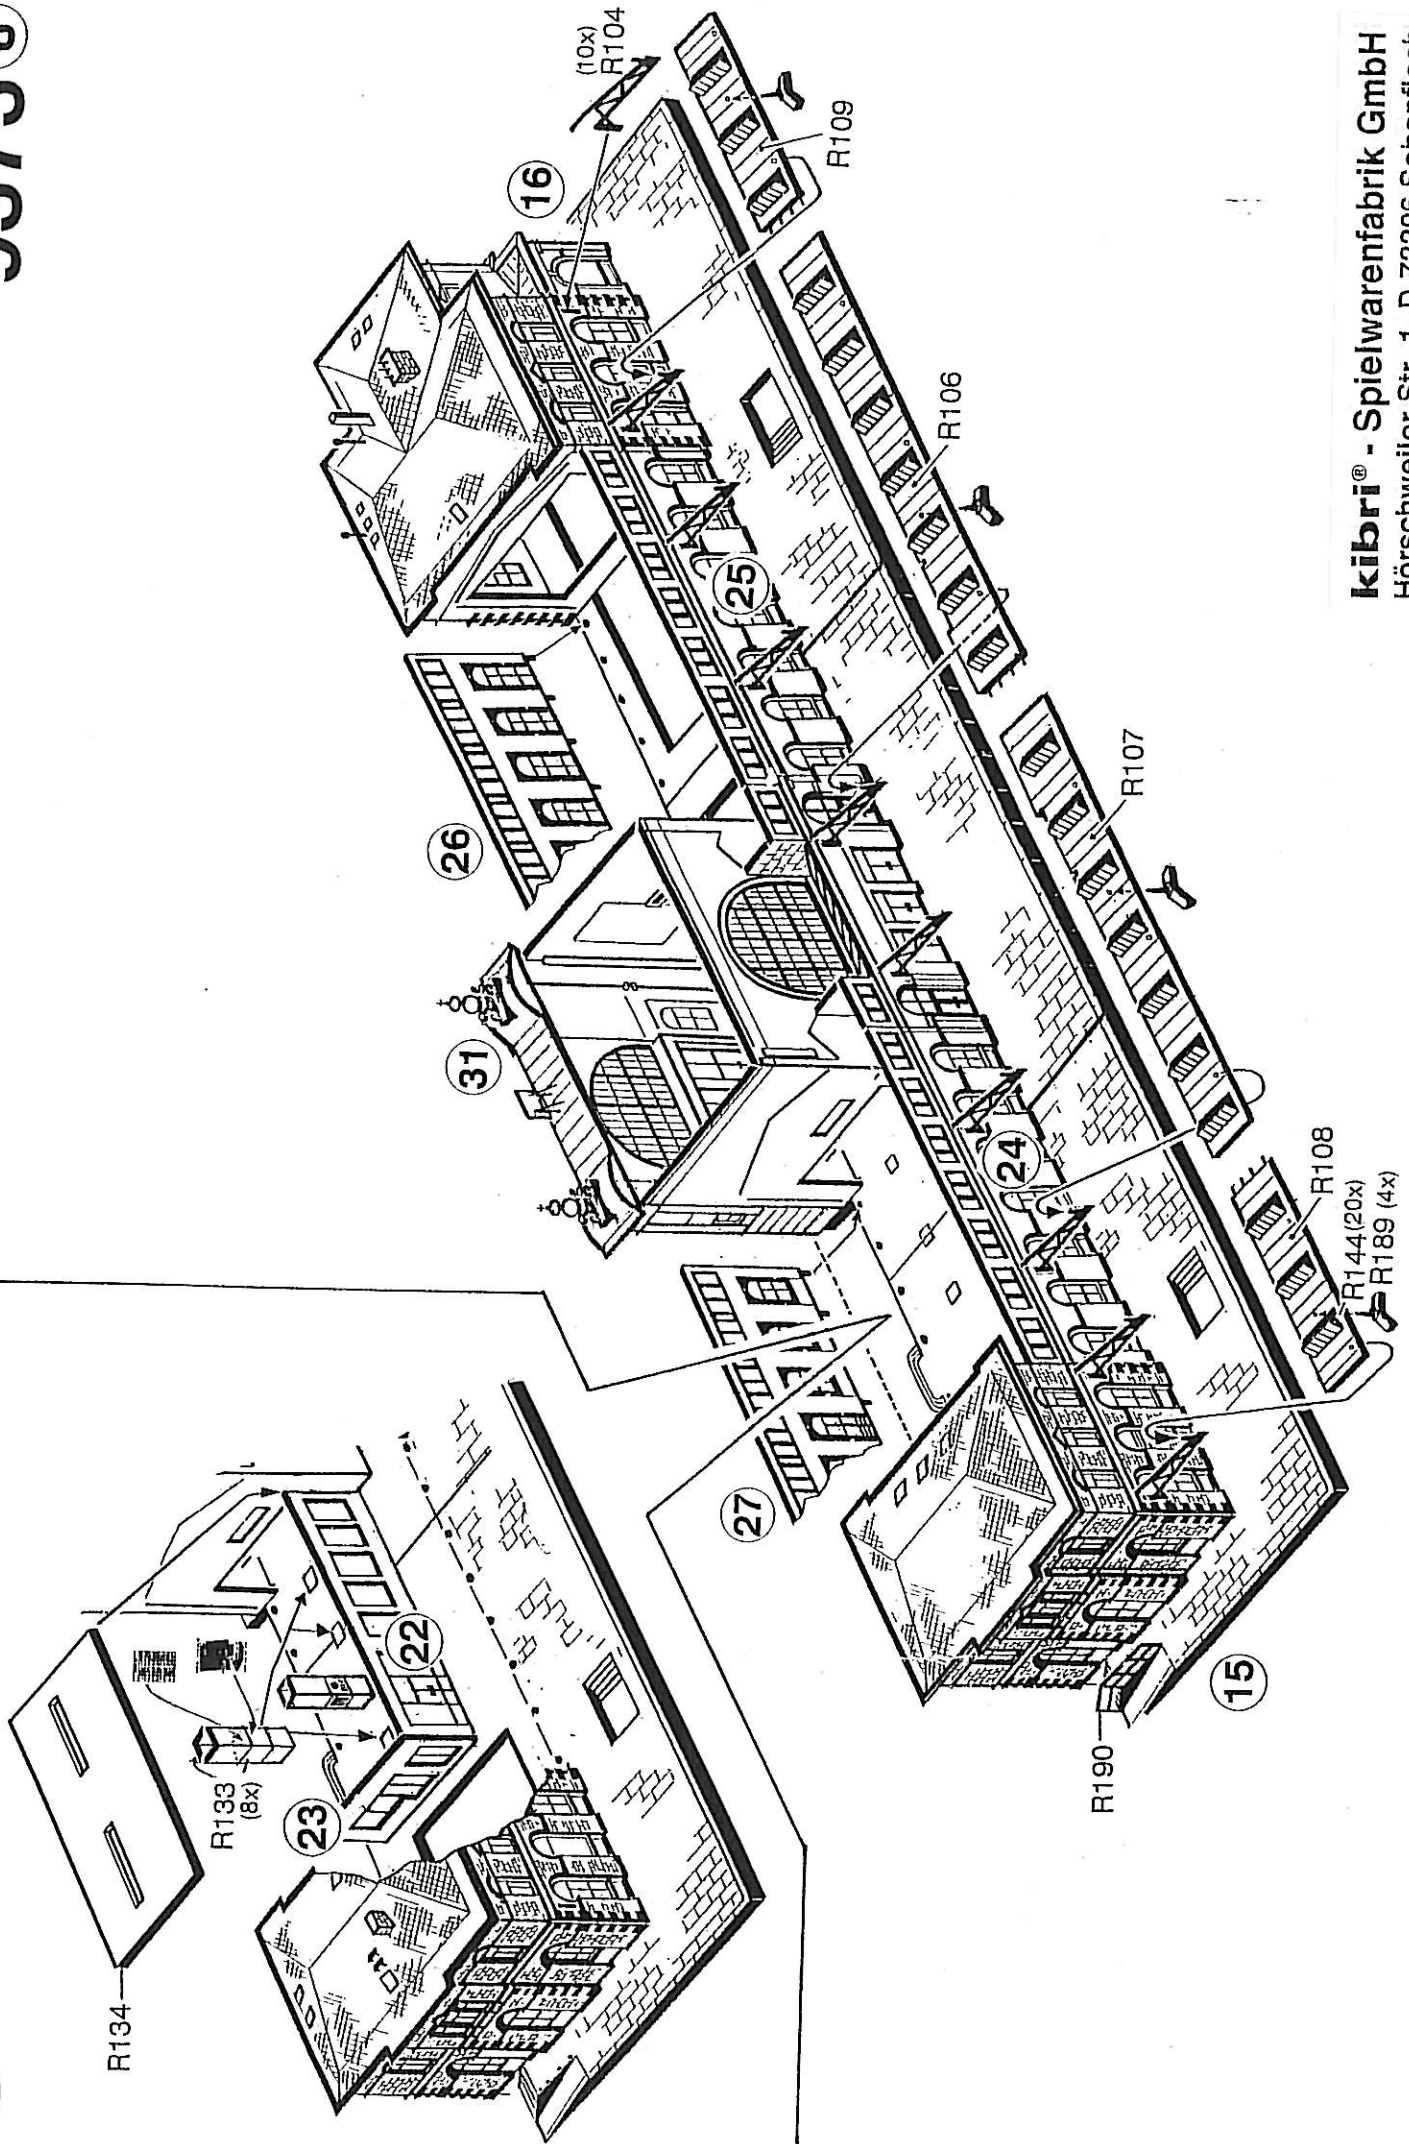 (10x)
R104
16
R109
R106
25
26
R107
31
24
R108
R144(20x)
R189 (4x)
27
15
R190
22
R133
(8x)
23
R134
kibri® - Spielwarenfabrik GmbH